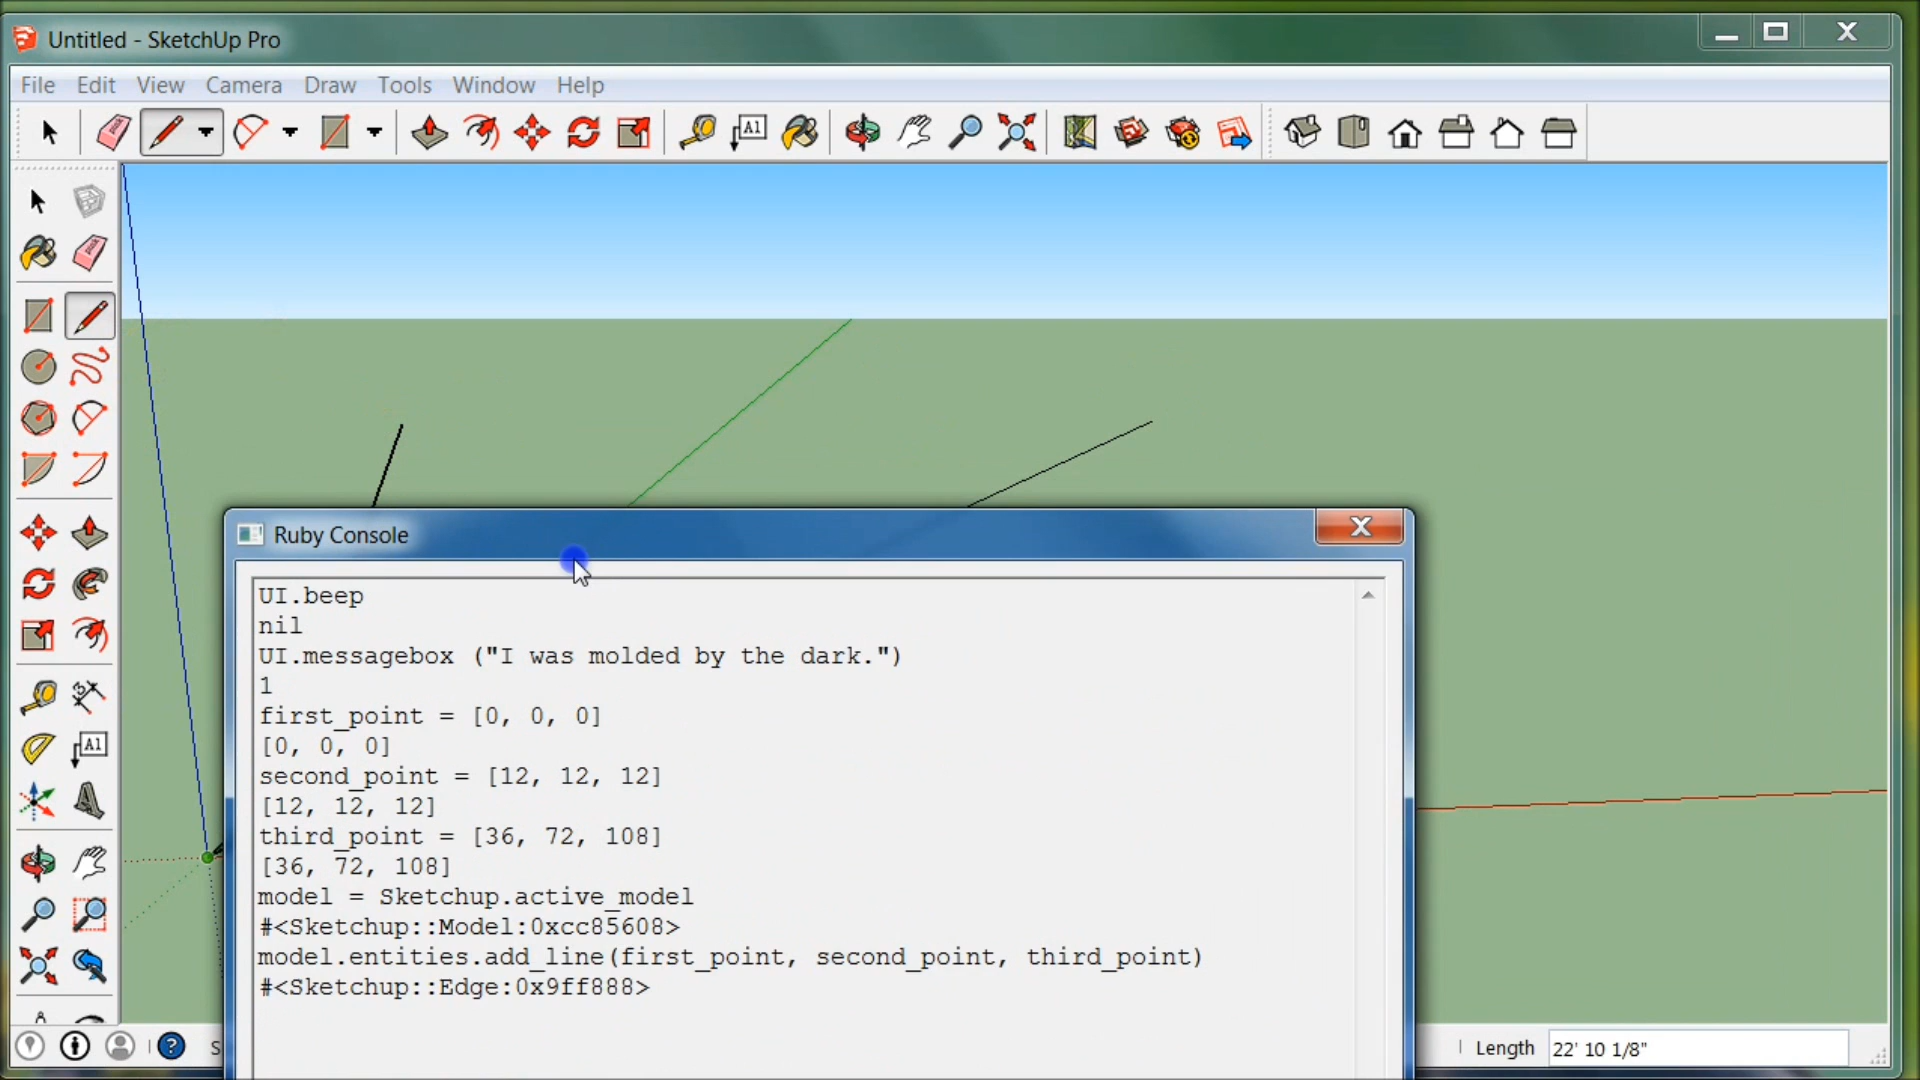 Untitled - SketchUp Pro
File Edit View Camera Draw Tools Window Help
A1
A1
Ruby Console
UI.beep
nil
UI.messagebox ("I was molded by the dark.")
1
first_point = [0, 0, 0]
[0, 0, 0]
second_point = [12, 12, 12]
[12, 12, 12]
third_point = [36, 72, 108]
[36, 72, 108]
model = Sketchup.active_model
#<Sketchup::Model:0xcc85608>
model.entities.add_line(first_point, second_point, third_point)
#<Sketchup::Edge:0x9ff888>
S
Length 22' 10 1/8"